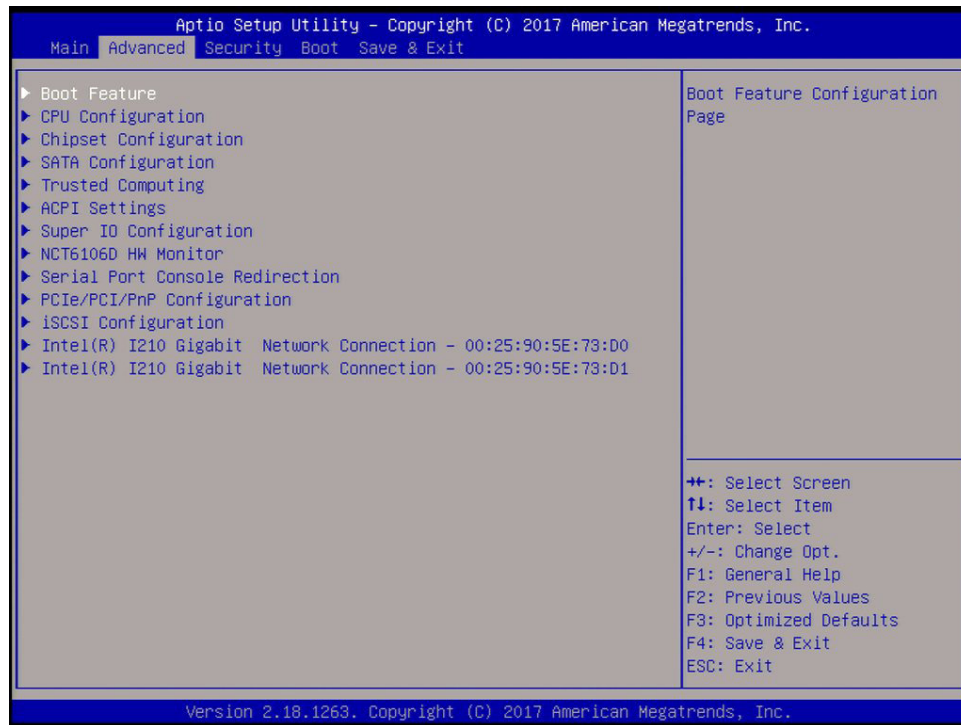 Aptio Setup Utility – Copyright (C) 2017 American Megatrends, Inc.
Main Advanced Security Boot Save & Exit
▶ Boot Feature
▶ CPU Configuration
▶ Chipset Configuration
▶ SATA Configuration
▶ Trusted Computing
▶ ACPI Settings
▶ Super IO Configuration
▶ NCT6106D HW Monitor
▶ Serial Port Console Redirection
▶ PCIe/PCI/PnP Configuration
▶ iSCSI Configuration
▶ Intel(R) I210 Gigabit  Network Connection – 00:25:90:5E:73:D0
▶ Intel(R) I210 Gigabit  Network Connection – 00:25:90:5E:73:D1
Boot Feature Configuration
Page
→←: Select Screen
↑↓: Select Item
Enter: Select
+/-: Change Opt.
F1: General Help
F2: Previous Values
F3: Optimized Defaults
F4: Save & Exit
ESC: Exit
Version 2.18.1263. Copyright (C) 2017 American Megatrends, Inc.